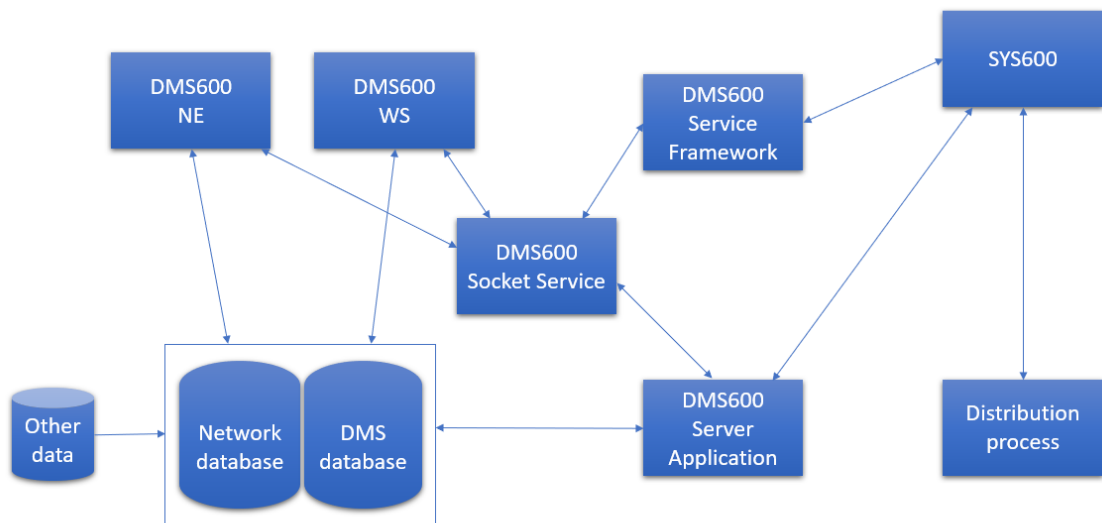 DMS600
NE
DMS600
WS
DMS600
Service
Framework
SYS600
DMS600
Socket Service
Other
data
Network
database
DMS
database
DMS600
Server
Application
Distribution
process